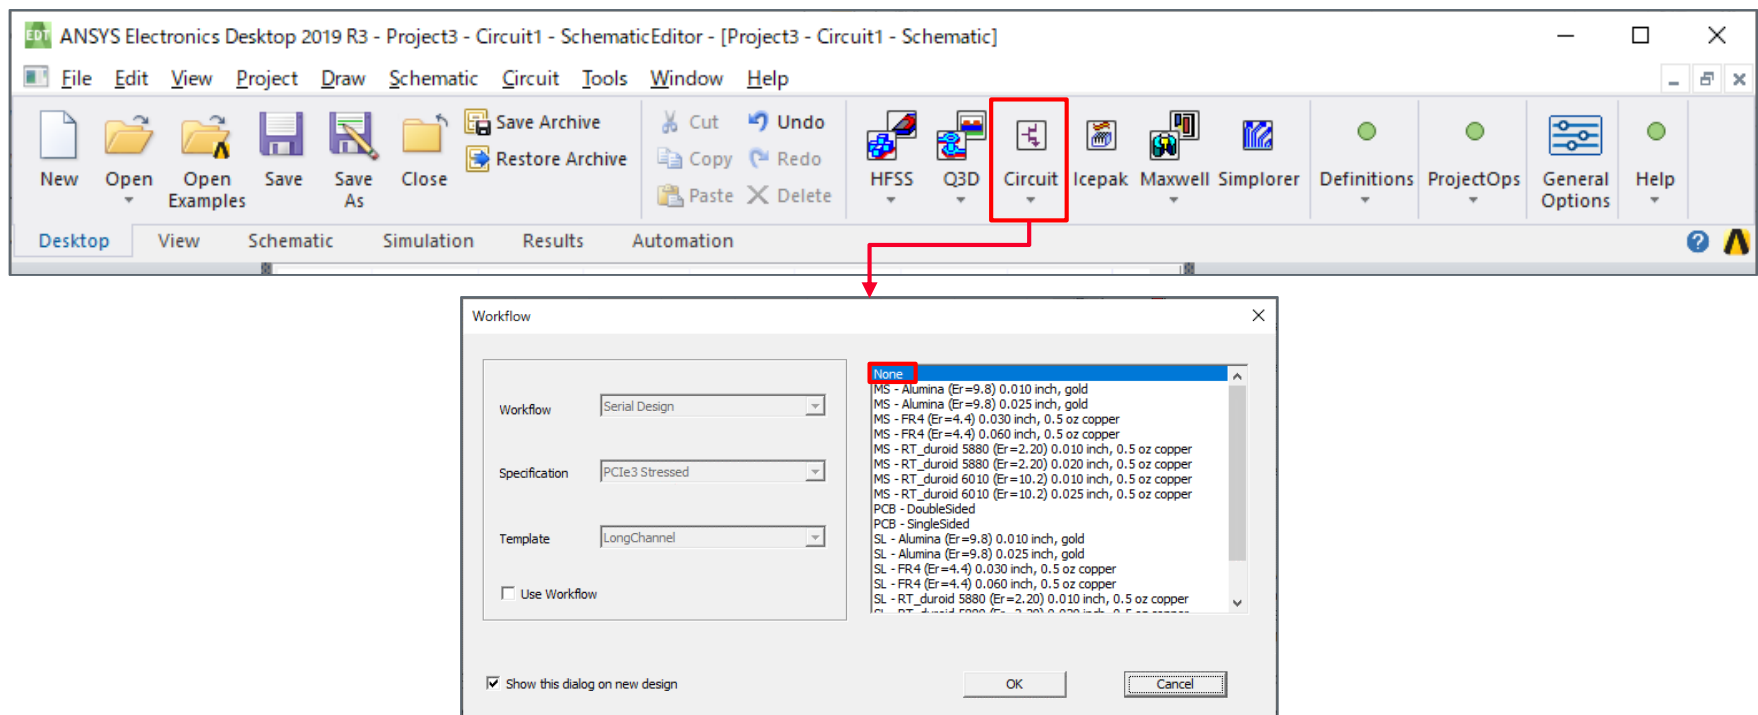 EDT ANSYS Electronics Desktop 2019 R3 - Project3 - Circuit1 - SchematicEditor - [Project3 - Circuit1 - Schematic]
File Edit View Project Draw Schematic Circuit Tools Window Help
New
Open
Open Examples
Save
Save As
Close
Save Archive
Restore Archive
Cut
Copy
Paste
Undo
Redo
Delete
HFSS
Q3D
Circuit
Icepak
Maxwell
Simplorer
Definitions
ProjectOps
General Options
Help
Desktop View Schematic Simulation Results Automation
Workflow
Workflow Serial Design
Specification PCIe3 Stressed
Template LongChannel
Use Workflow
None
MS - Alumina (Er=9.8) 0.010 inch, gold
MS - Alumina (Er=9.8) 0.025 inch, gold
MS - FR4 (Er=4.4) 0.030 inch, 0.5 oz copper
MS - FR4 (Er=4.4) 0.060 inch, 0.5 oz copper
MS - RT_duroid 5880 (Er=2.20) 0.010 inch, 0.5 oz copper
MS - RT_duroid 5880 (Er=2.20) 0.020 inch, 0.5 oz copper
MS - RT_duroid 6010 (Er=10.2) 0.010 inch, 0.5 oz copper
MS - RT_duroid 6010 (Er=10.2) 0.025 inch, 0.5 oz copper
PCB - DoubleSided
PCB - SingleSided
SL - Alumina (Er=9.8) 0.010 inch, gold
SL - Alumina (Er=9.8) 0.025 inch, gold
SL - FR4 (Er=4.4) 0.030 inch, 0.5 oz copper
SL - FR4 (Er=4.4) 0.060 inch, 0.5 oz copper
SL - RT_duroid 5880 (Er=2.20) 0.010 inch, 0.5 oz copper
Show this dialog on new design
OK
Cancel